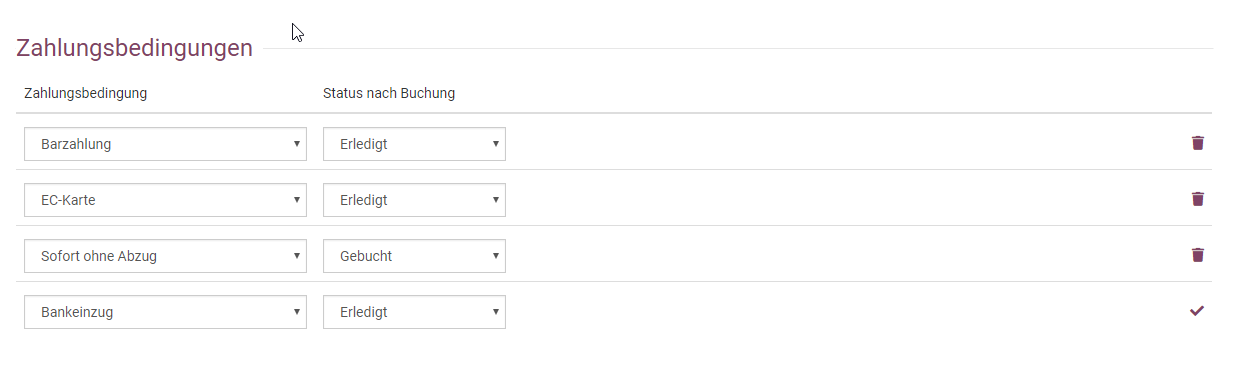 Zahlungsbedingungen
Zahlungsbedingung Status nach Buchung
Barzahlung Erledigt
EC-Karte Erledigt
Sofort ohne Abzug Gebucht
Bankeinzug Erledigt